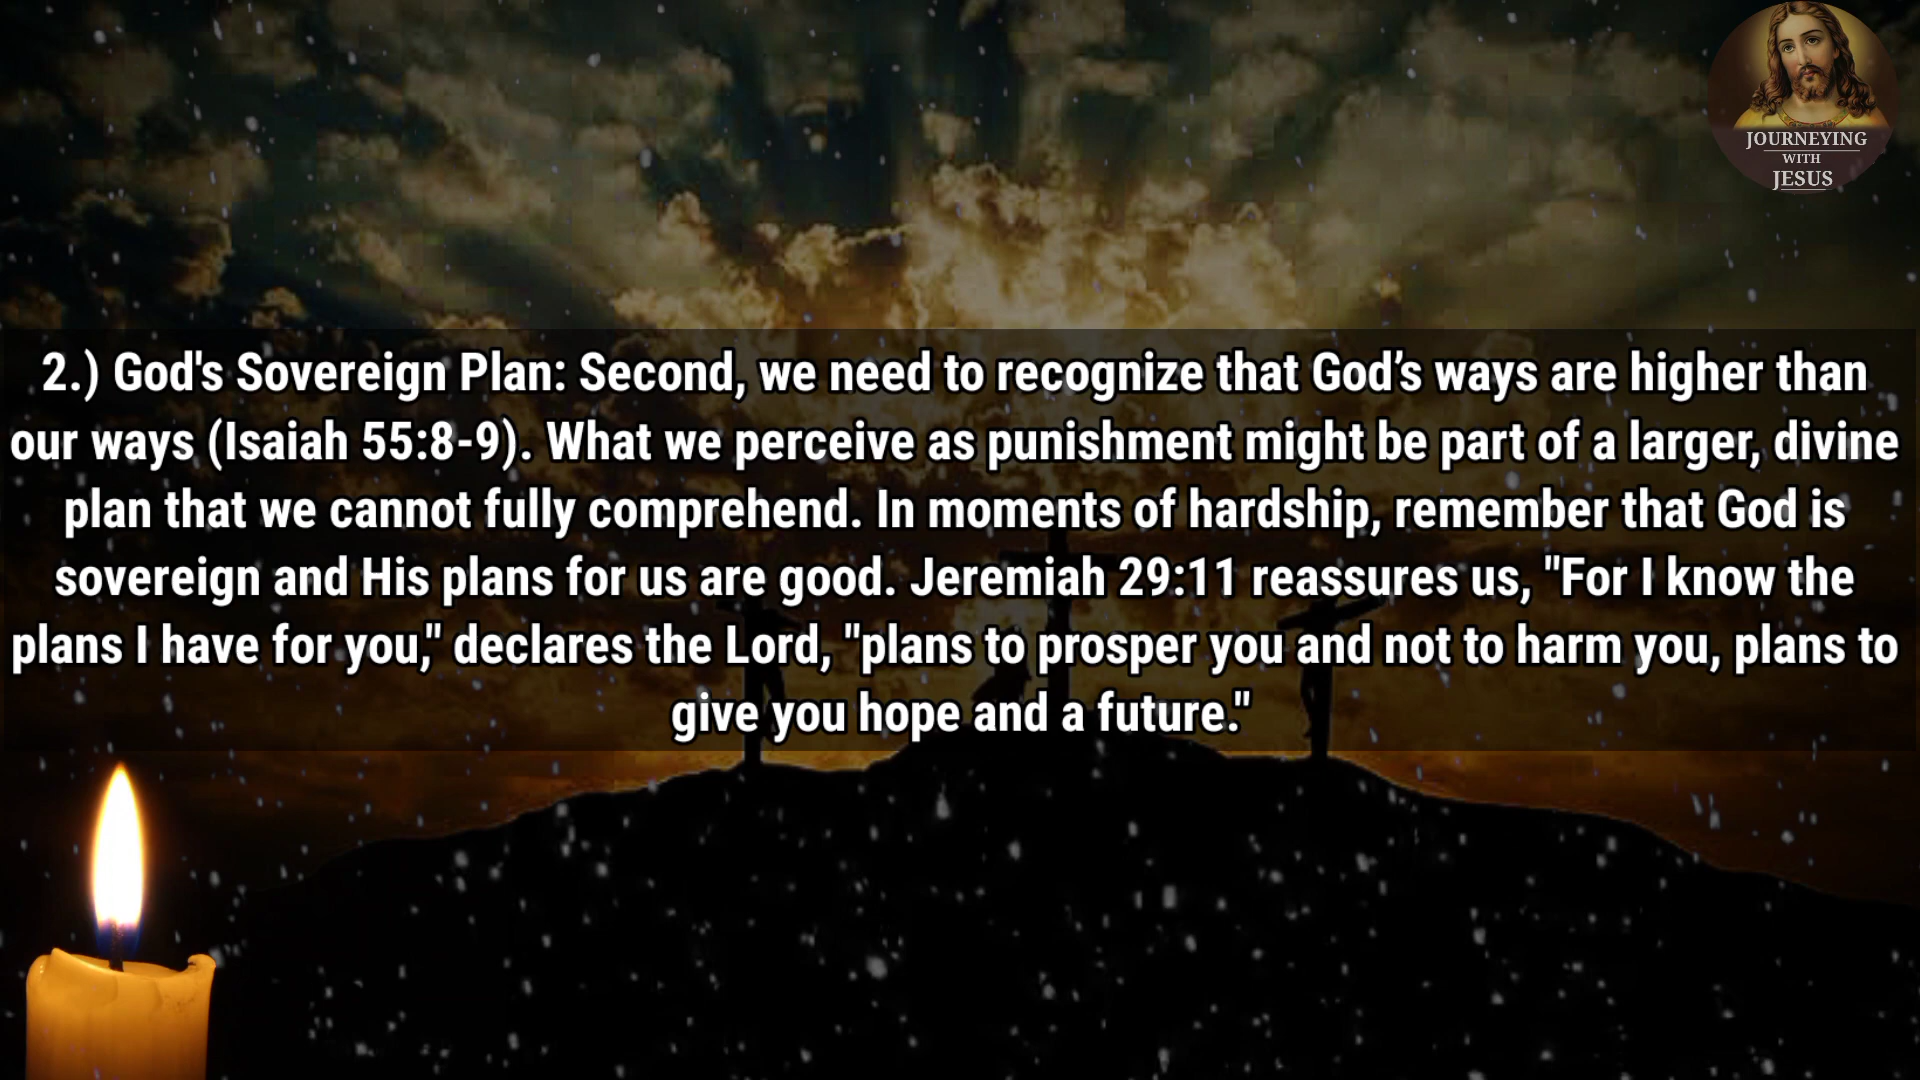 JOURNEYING
WITH
JESUS
2.) God's Sovereign Plan: Second, we need to recognize that God’s ways are higher than
our ways (Isaiah 55:8-9). What we perceive as punishment might be part of a larger, divine
plan that we cannot fully comprehend. In moments of hardship, remember that God is
sovereign and His plans for us are good. Jeremiah 29:11 reassures us, "For I know the
plans I have for you," declares the Lord, "plans to prosper you and not to harm you, plans to
give you hope and a future."